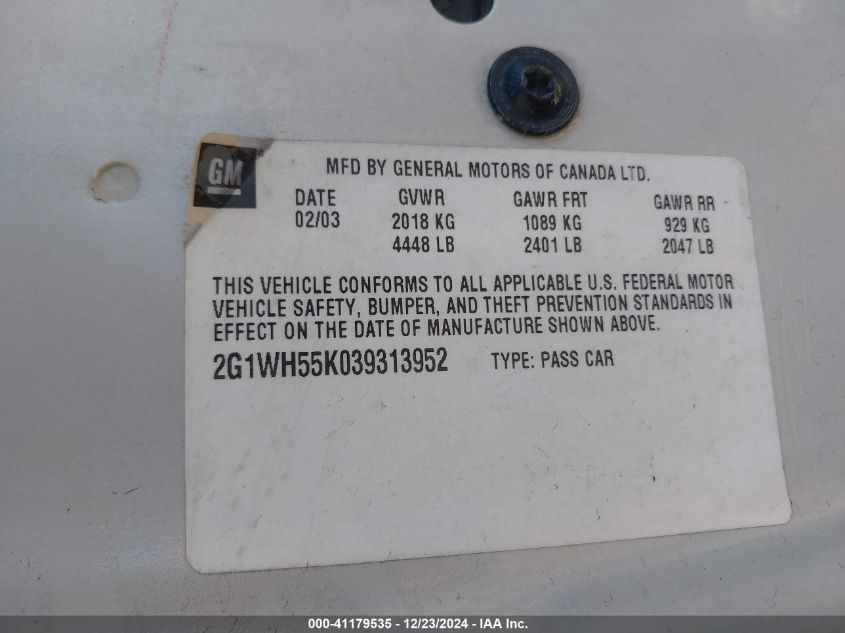 GM
MFD BY GENERAL MOTORS OF CANADA LTD.
DATE GVWR GAWR FRT GAWR RR
02/03 2018 KG 1089 KG 929 KG
4448 LB 2401 LB 2047 LB
THIS VEHICLE CONFORMS TO ALL APPLICABLE U.S. FEDERAL MOTOR
VEHICLE SAFETY, BUMPER, AND THEFT PREVENTION STANDARDS IN
EFFECT ON THE DATE OF MANUFACTURE SHOWN ABOVE.
2G1WH55K039313952 TYPE: PASS CAR
000-41179535 - 12/23/2024 - IAA Inc.